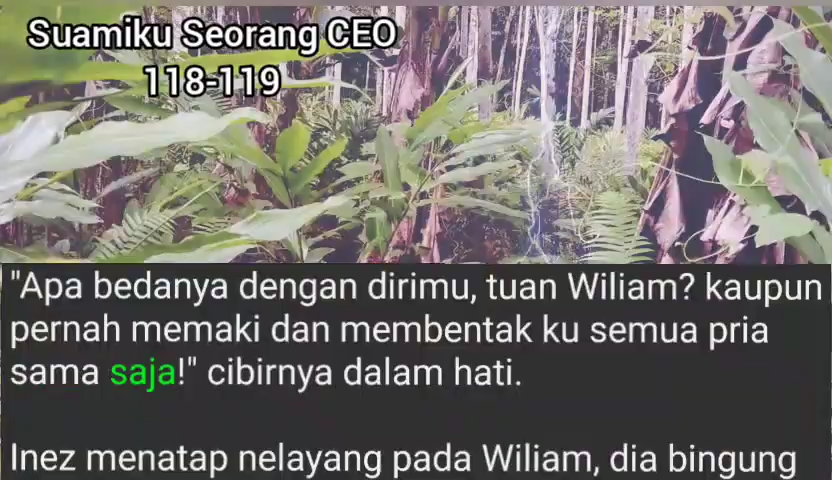 Suamiku Seorang CEO
118-119
"Apa bedanya dengan dirimu, tuan Wiliam? kaupun
pernah memaki dan membentak ku semua pria
sama saja!" cibirnya dalam hati.
Inez menatap nelayang pada Wiliam, dia bingung